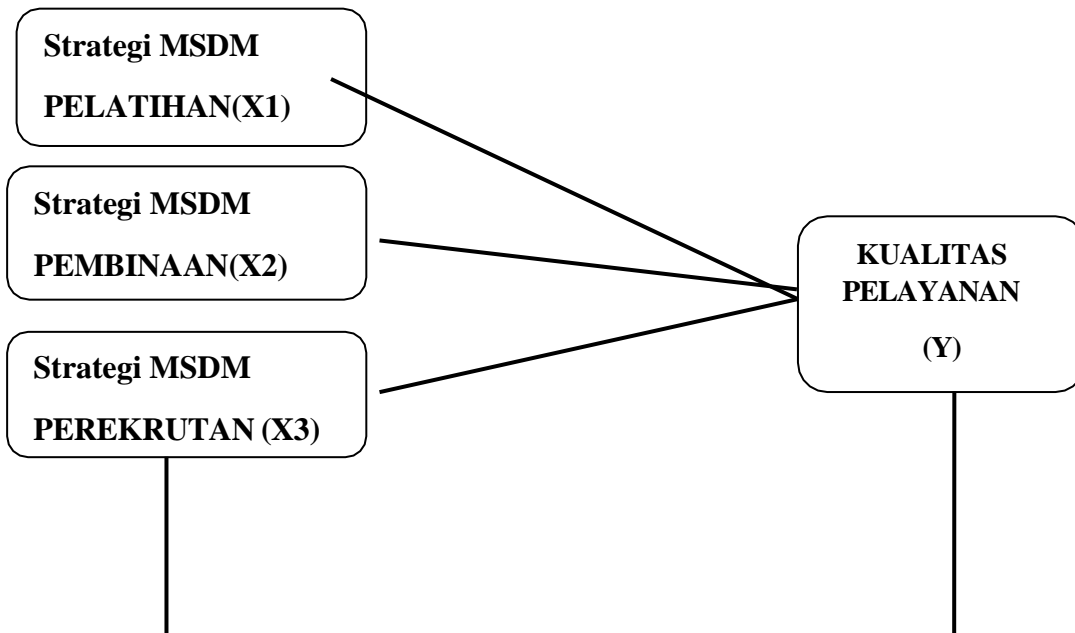 Strategi MSDM
PELATIHAN(X1)
Strategi MSDM
PEMBINAAN(X2)
Strategi MSDM
PEREKRUTAN (X3)
KUALITAS
PELAYANAN
(Y)